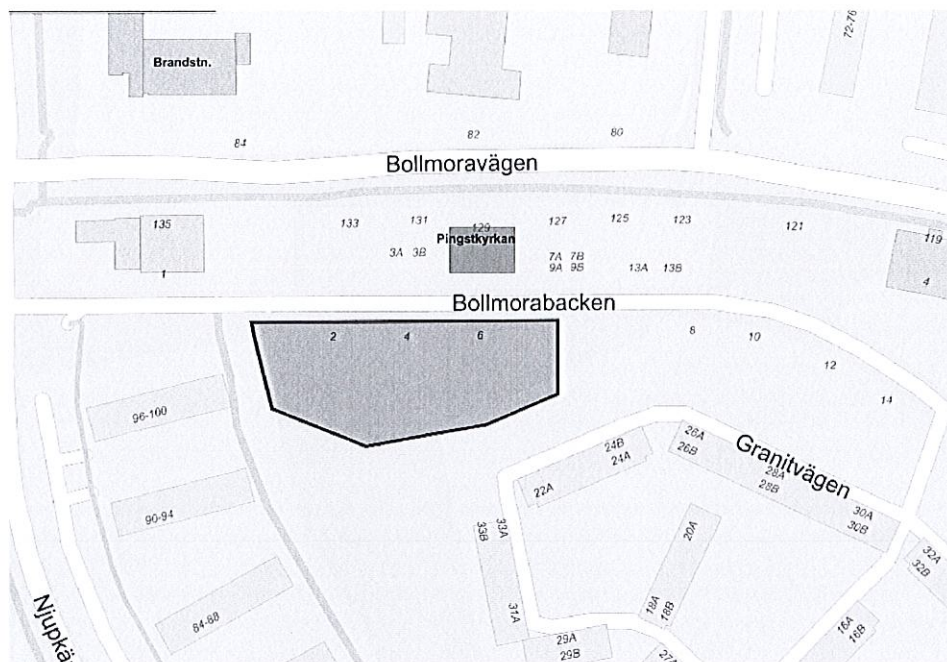 Brandstn.
72-76
84
82
80
Bollmoravägen
135
133
131
129
127
125
123
121
119
Pingstkyrkan
3A 3B
7A 7B
9A 9B
13A 13B
1
4
Bollmorabacken
2
4
6
8
10
12
14
96-100
90-94
84-88
24B
24A
22A
26A
26B
Granitvägen
28A
28B
30A
30B
33B
33A
20A
32A
32B
31A
18A
18B
16A
16B
29A
29B